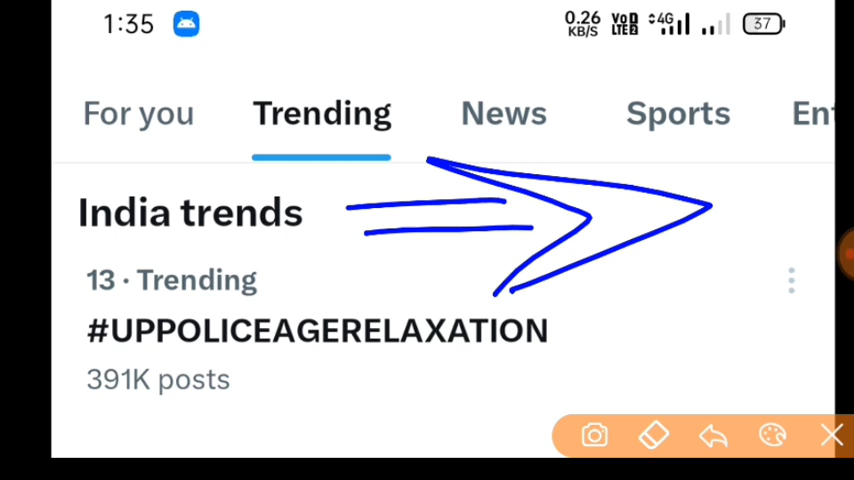 1:35 0.26 KB/S VoD LTE2 4G 37
For you Trending News Sports Ent
India trends
13 · Trending
#UPPOLICEAGERELAXATION
391K posts